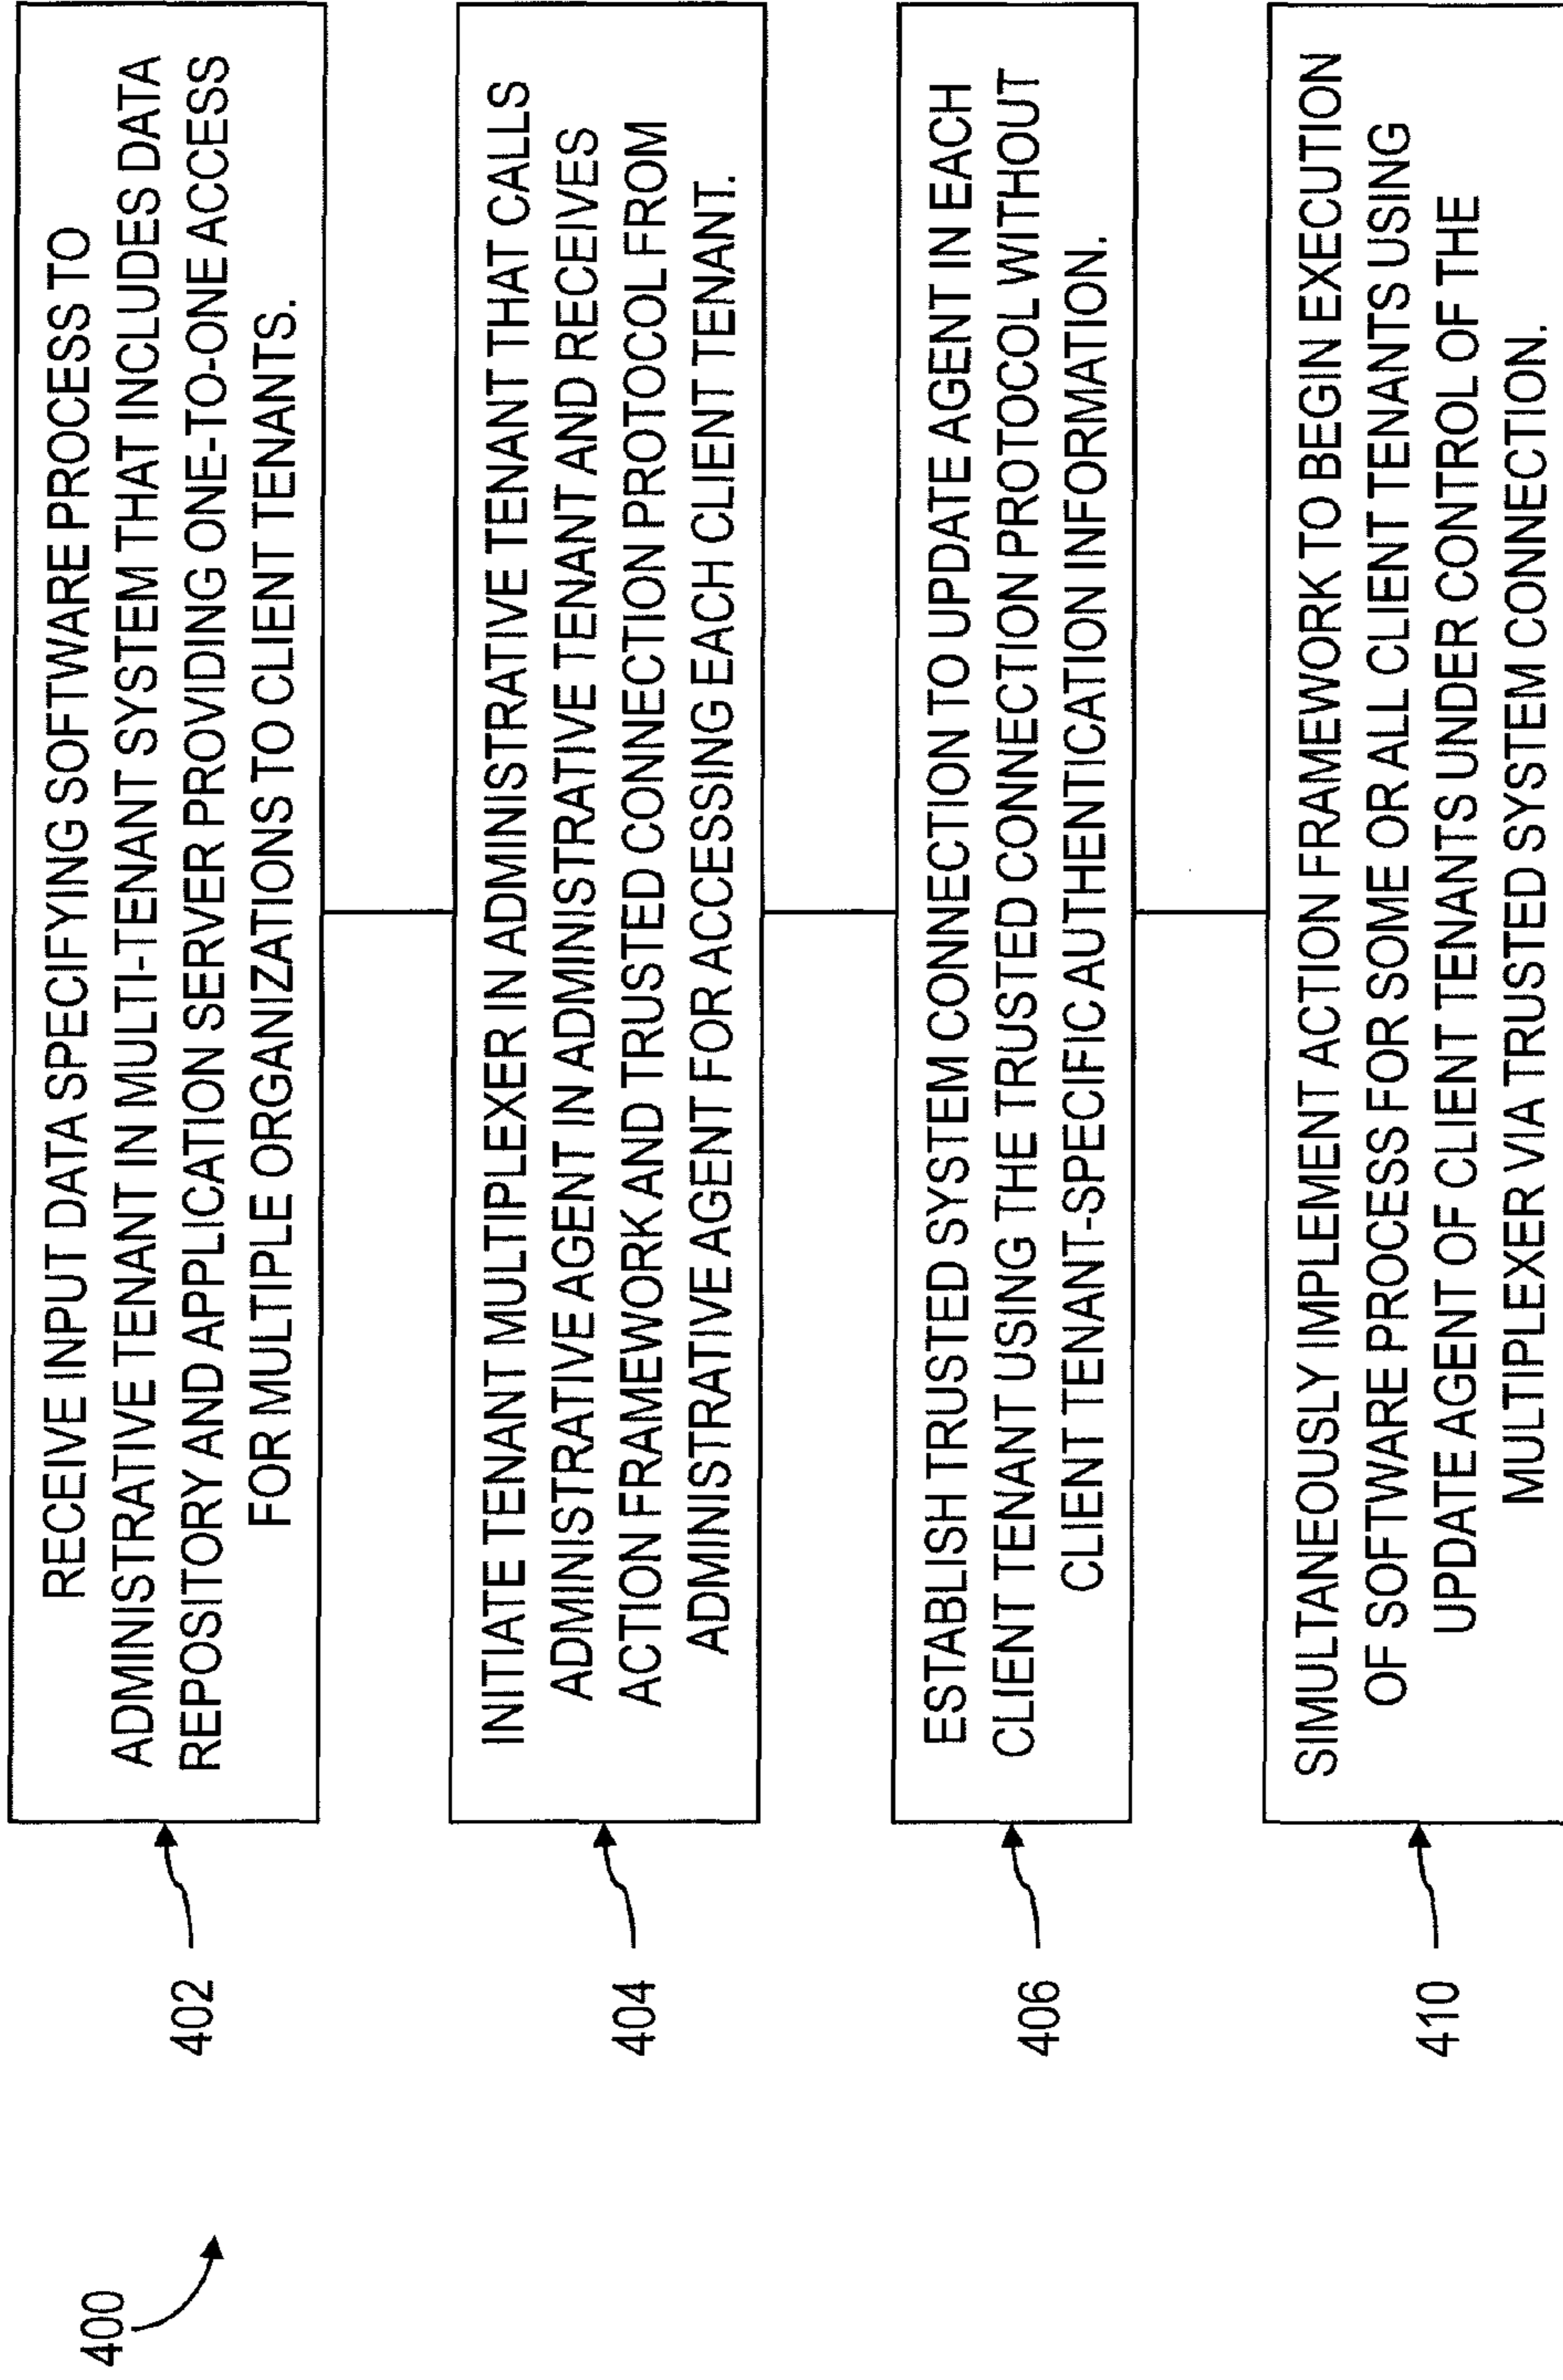 400
402
RECEIVE INPUT DATA SPECIFYING SOFTWARE PROCESS TO
ADMINISTRATIVE TENANT IN MULTI-TENANT SYSTEM THAT INCLUDES DATA
REPOSITORY AND APPLICATION SERVER PROVIDING ONE-TO-ONE ACCESS
FOR MULTIPLE ORGANIZATIONS TO CLIENT TENANTS.
404
INITIATE TENANT MULTIPLEXER IN ADMINISTRATIVE TENANT THAT CALLS
ADMINISTRATIVE AGENT IN ADMINISTRATIVE TENANT AND RECEIVES
ACTION FRAMEWORK AND TRUSTED CONNECTION PROTOCOL FROM
ADMINISTRATIVE AGENT FOR ACCESSING EACH CLIENT TENANT.
406
ESTABLISH TRUSTED SYSTEM CONNECTION TO UPDATE AGENT IN EACH
CLIENT TENANT USING THE TRUSTED CONNECTION PROTOCOL WITHOUT
CLIENT TENANT-SPECIFIC AUTHENTICATION INFORMATION.
410
SIMULTANEOUSLY IMPLEMENT ACTION FRAMEWORK TO BEGIN EXECUTION
OF SOFTWARE PROCESS FOR SOME OR ALL CLIENT TENANTS USING
UPDATE AGENT OF CLIENT TENANTS UNDER CONTROL OF THE
MULTIPLEXER VIA TRUSTED SYSTEM CONNECTION.